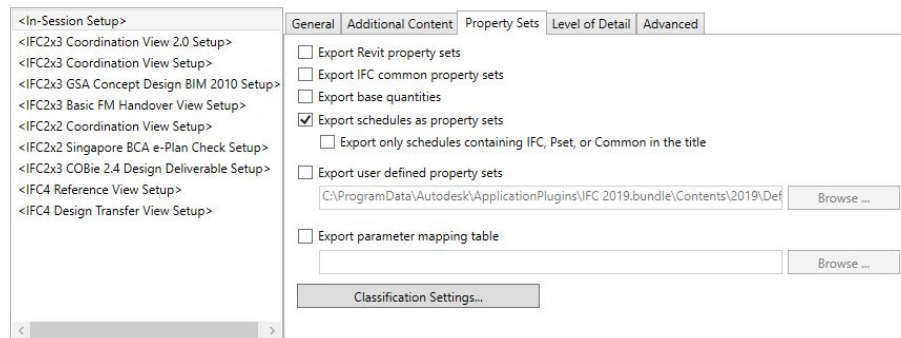 <In-Session Setup>
<IFC2x3 Coordination View 2.0 Setup>
<IFC2x3 Coordination View Setup>
<IFC2x3 GSA Concept Design BIM 2010 Setup>
<IFC2x3 Basic FM Handover View Setup>
<IFC2x2 Coordination View Setup>
<IFC2x2 Singapore BCA e-Plan Check Setup>
<IFC2x3 COBie 2.4 Design Deliverable Setup>
<IFC4 Reference View Setup>
<IFC4 Design Transfer View Setup>
General Additional Content Property Sets Level of Detail Advanced
Export Revit property sets
Export IFC common property sets
Export base quantities
Export schedules as property sets
Export only schedules containing IFC, Pset, or Common in the title
Export user defined property sets
C:\ProgramData\Autodesk\ApplicationPlugins\IFC 2019.bundle\Contents\2019\Def Browse ...
Export parameter mapping table
Browse ...
Classification Settings...